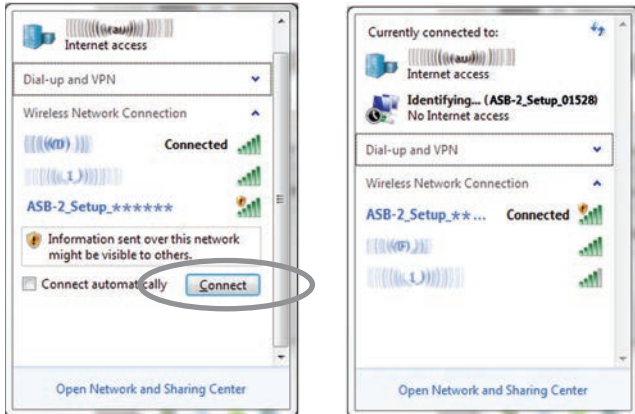 Internet access
Dial-up and VPN
Wireless Network Connection
Connected
ASB-2_Setup_******
Information sent over this network
might be visible to others.
Connect automatically Connect
Open Network and Sharing Center
Currently connected to:
Internet access
Identifying... (ASB-2_Setup_01528)
No Internet access
Dial-up and VPN
Wireless Network Connection
ASB-2_Setup_**... Connected
Open Network and Sharing Center